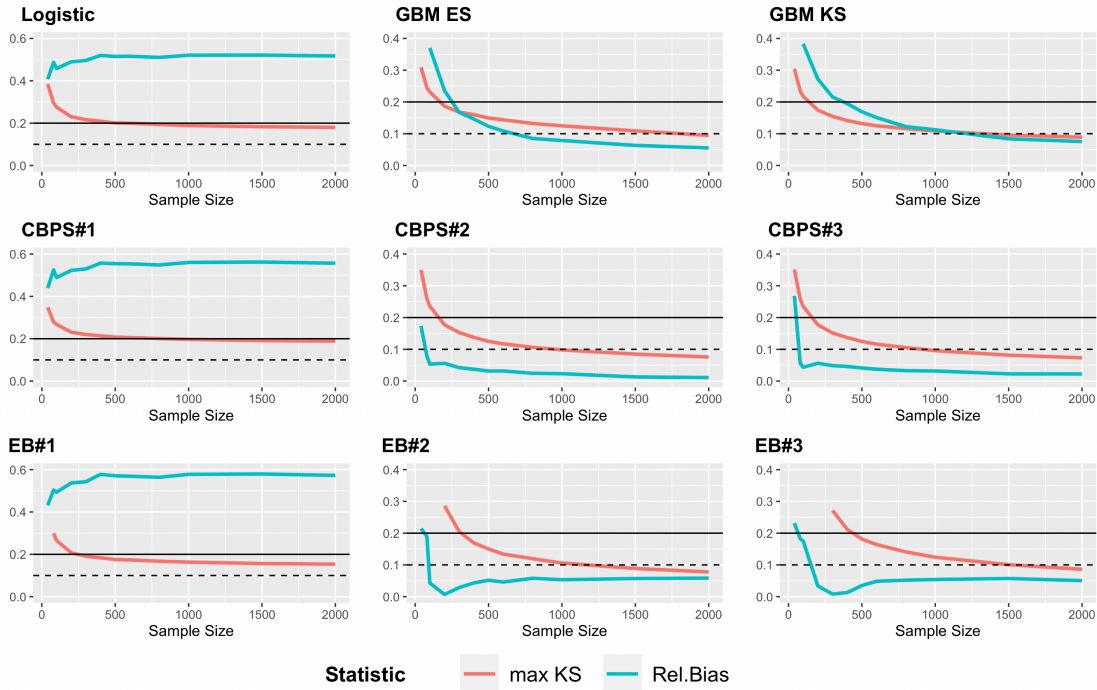 Logistic GBM ES GBM KS
0.6 0.4 0.4
0.3 0.3
0.4
0.2 0.2
0.2
0.1 0.1
0.0 0.0 0.0
0 500 1000 1500 2000 0 500 1000 1500 2000 0 500 1000 1500 2000
Sample Size Sample Size Sample Size
CBPS#1 CBPS#2 CBPS#3
0.6 0.4 0.4
0.3 0.3
0.4
0.2 0.2
0.2
0.1 0.1
0.0 0.0 0.0
0 500 1000 1500 2000 0 500 1000 1500 2000 0 500 1000 1500 2000
Sample Size Sample Size Sample Size
EB#1 EB#2 EB#3
0.6 0.4 0.4
0.3 0.3
0.4
0.2 0.2
0.2
0.1 0.1
0.0 0.0 0.0
0 500 1000 1500 2000 0 500 1000 1500 2000 0 500 1000 1500 2000
Sample Size Sample Size Sample Size
Statistic max KS Rel.Bias